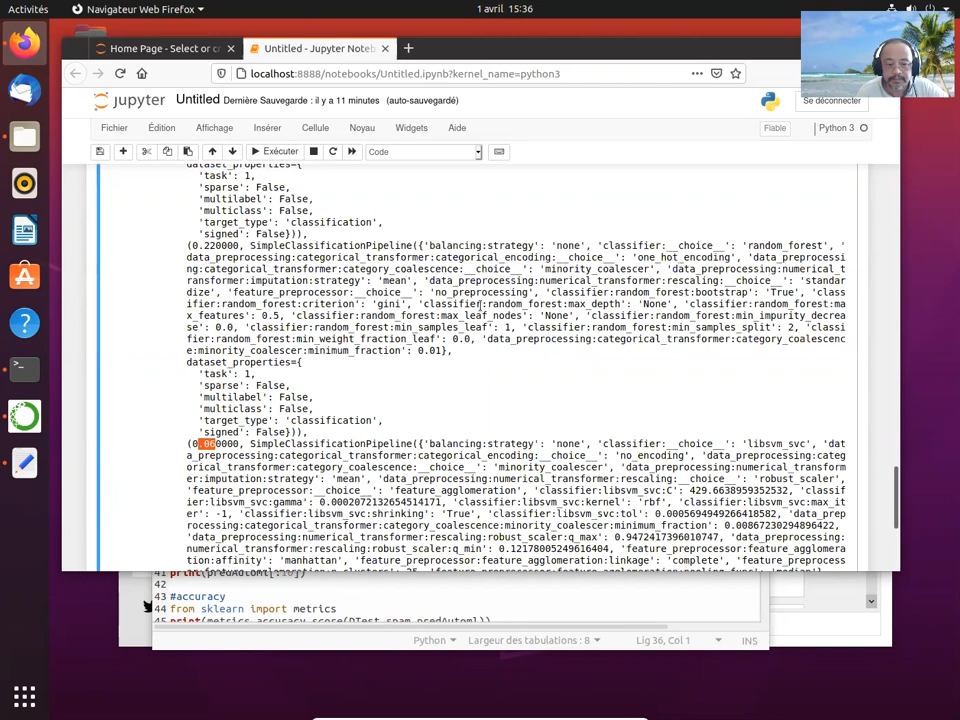 Activités
Navigateur Web Firefox
1 avril 15:36
Home Page - Select or cr
Untitled - Jupyter Noteb
localhost:8888/notebooks/Untitled.ipynb?kernel_name=python3
jupyter Untitled Dernière Sauvegarde : il y a 11 minutes (auto-sauvegardé)
Se déconnecter
Fichier Édition Affichage Insérer Cellule Noyau Widgets Aide
Fiable Python 3
Exécuter Code
dataset_properties={
'task': 1,
'sparse': False,
'multilabel': False,
'multiclass': False,
'target_type': 'classification',
'signed': False})),
(0.220000, SimpleClassificationPipeline({'balancing:strategy': 'none', 'classifier:__choice__': 'random_forest', '
data_preprocessing:categorical_transformer:categorical_encoding:__choice__': 'one_hot_encoding', 'data_preprocessi
ng:categorical_transformer:category_coalescence:__choice__': 'minority_coalescer', 'data_preprocessing:numerical_t
ransformer:imputation:strategy': 'mean', 'data_preprocessing:numerical_transformer:rescaling:__choice__': 'standar
dize', 'feature_preprocessor:__choice__': 'no_preprocessing', 'classifier:random_forest:bootstrap': 'True', 'class
ifier:random_forest:criterion': 'gini', 'classifier:random_forest:max_depth': 'None', 'classifier:random_forest:ma
x_features': 0.5, 'classifier:random_forest:max_leaf_nodes': 'None', 'classifier:random_forest:min_impurity_decrea
se': 0.0, 'classifier:random_forest:min_samples_leaf': 1, 'classifier:random_forest:min_samples_split': 2, 'classi
fier:random_forest:min_weight_fraction_leaf': 0.0, 'data_preprocessing:categorical_transformer:category_coalescenc
e:minority_coalescer:minimum_fraction': 0.01},
dataset_properties={
'task': 1,
'sparse': False,
'multilabel': False,
'multiclass': False,
'target_type': 'classification',
'signed': False})),
(0.060000, SimpleClassificationPipeline({'balancing:strategy': 'none', 'classifier:__choice__': 'libsvm_svc', 'dat
a_preprocessing:categorical_transformer:categorical_encoding:__choice__': 'no_encoding', 'data_preprocessing:categ
orical_transformer:category_coalescence:__choice__': 'minority_coalescer', 'data_preprocessing:numerical_transform
er:imputation:strategy': 'mean', 'data_preprocessing:numerical_transformer:rescaling:__choice__': 'robust_scaler',
'feature_preprocessor:__choice__': 'feature_agglomeration', 'classifier:libsvm_svc:C': 429.6638959352532, 'classif
ier:libsvm_svc:gamma': 0.0002072132654514171, 'classifier:libsvm_svc:kernel': 'rbf', 'classifier:libsvm_svc:max_it
er': -1, 'classifier:libsvm_svc:shrinking': 'True', 'classifier:libsvm_svc:tol': 0.0005694949266418582, 'data_prep
rocessing:categorical_transformer:category_coalescence:minority_coalescer:minimum_fraction': 0.00867230294896422,
'data_preprocessing:numerical_transformer:rescaling:robust_scaler:q_max': 0.9472417396010747, 'data_preprocessing:
numerical_transformer:rescaling:robust_scaler:q_min': 0.12178005249616404, 'feature_preprocessor:feature_agglomera
tion:affinity': 'manhattan', 'feature_preprocessor:feature_agglomeration:linkage': 'complete', 'feature_preprocess
42
43 #accuracy
44 from sklearn import metrics
45 print(metrics.accuracy_score(DTest.spam,predAutoml))
Python Largeur des tabulations : 8 Lig 36, Col 1 INS